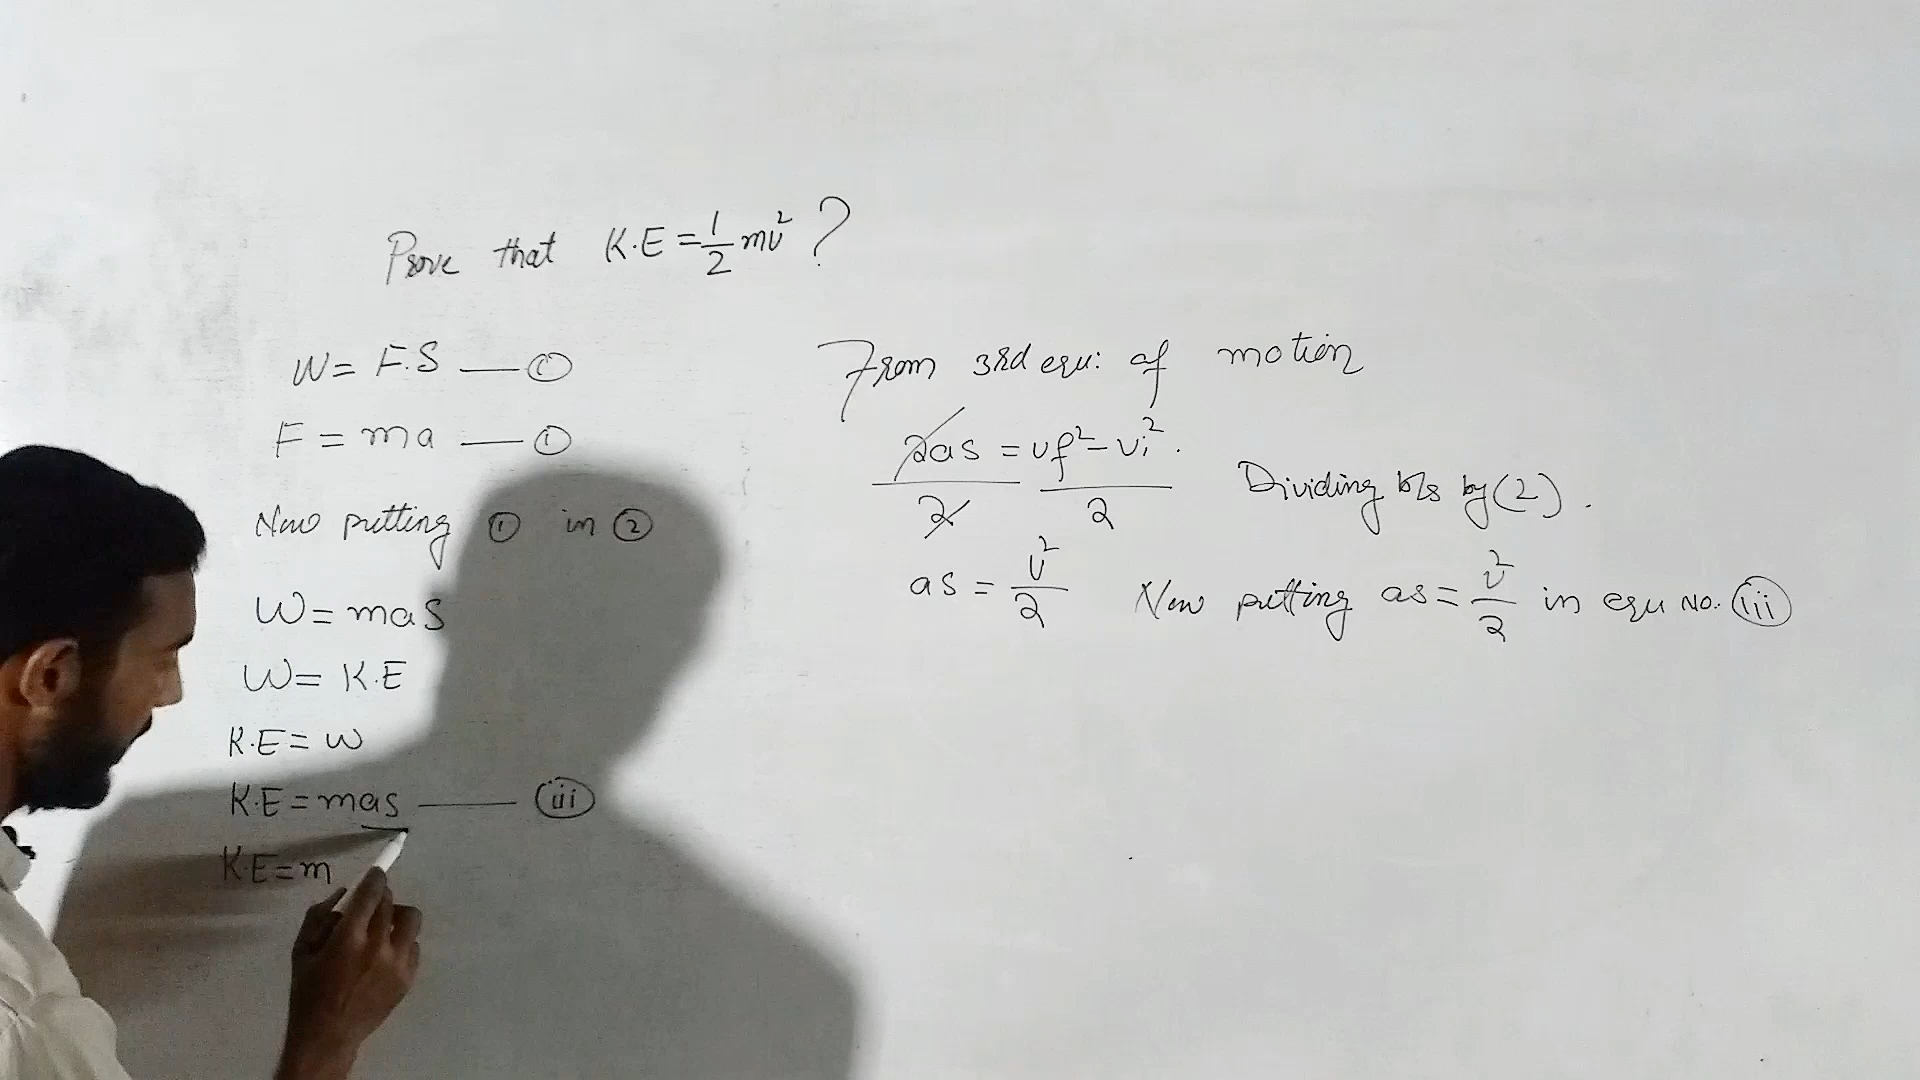 Prove that K.E = 1/2 mv² ?
W = F.S — ①
F = ma — ①
Now putting ① in ②
W = maS
W = K.E
K.E = W
K.E = mas — (iii)
K.E = m
From 3rd equ: of motion
2as/2 = vf² - vi²/2 . Dividing b/s by (2) .
as = v²/2 Now putting as = v²/2 in equ No. (iii)